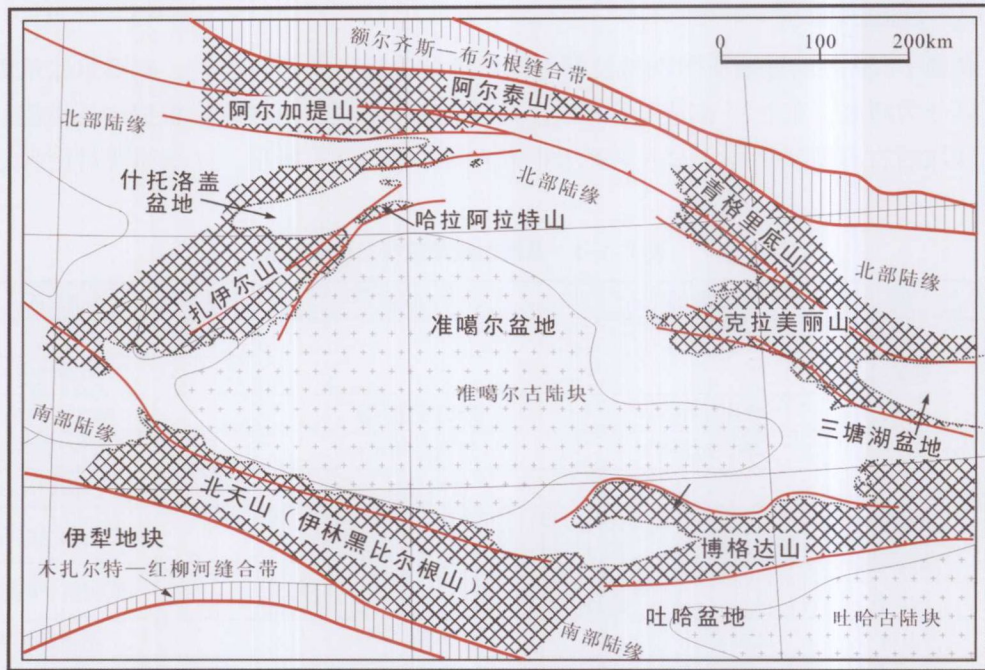 额尔齐斯—布尔根缝合带
0 100 200km
阿尔泰山
阿尔加提山
北部陆缘
北部陆缘
什托洛盖
盆地
哈拉阿拉特山
青格里底山
北部陆缘
扎伊尔山
准噶尔盆地
克拉美丽山
准噶尔古陆块
三塘湖盆地
南部陆缘
北天山（伊林黑比尔根山）
伊犁地块
博格达山
木扎尔特—红柳河缝合带
吐哈盆地
吐哈古陆块
南部陆缘